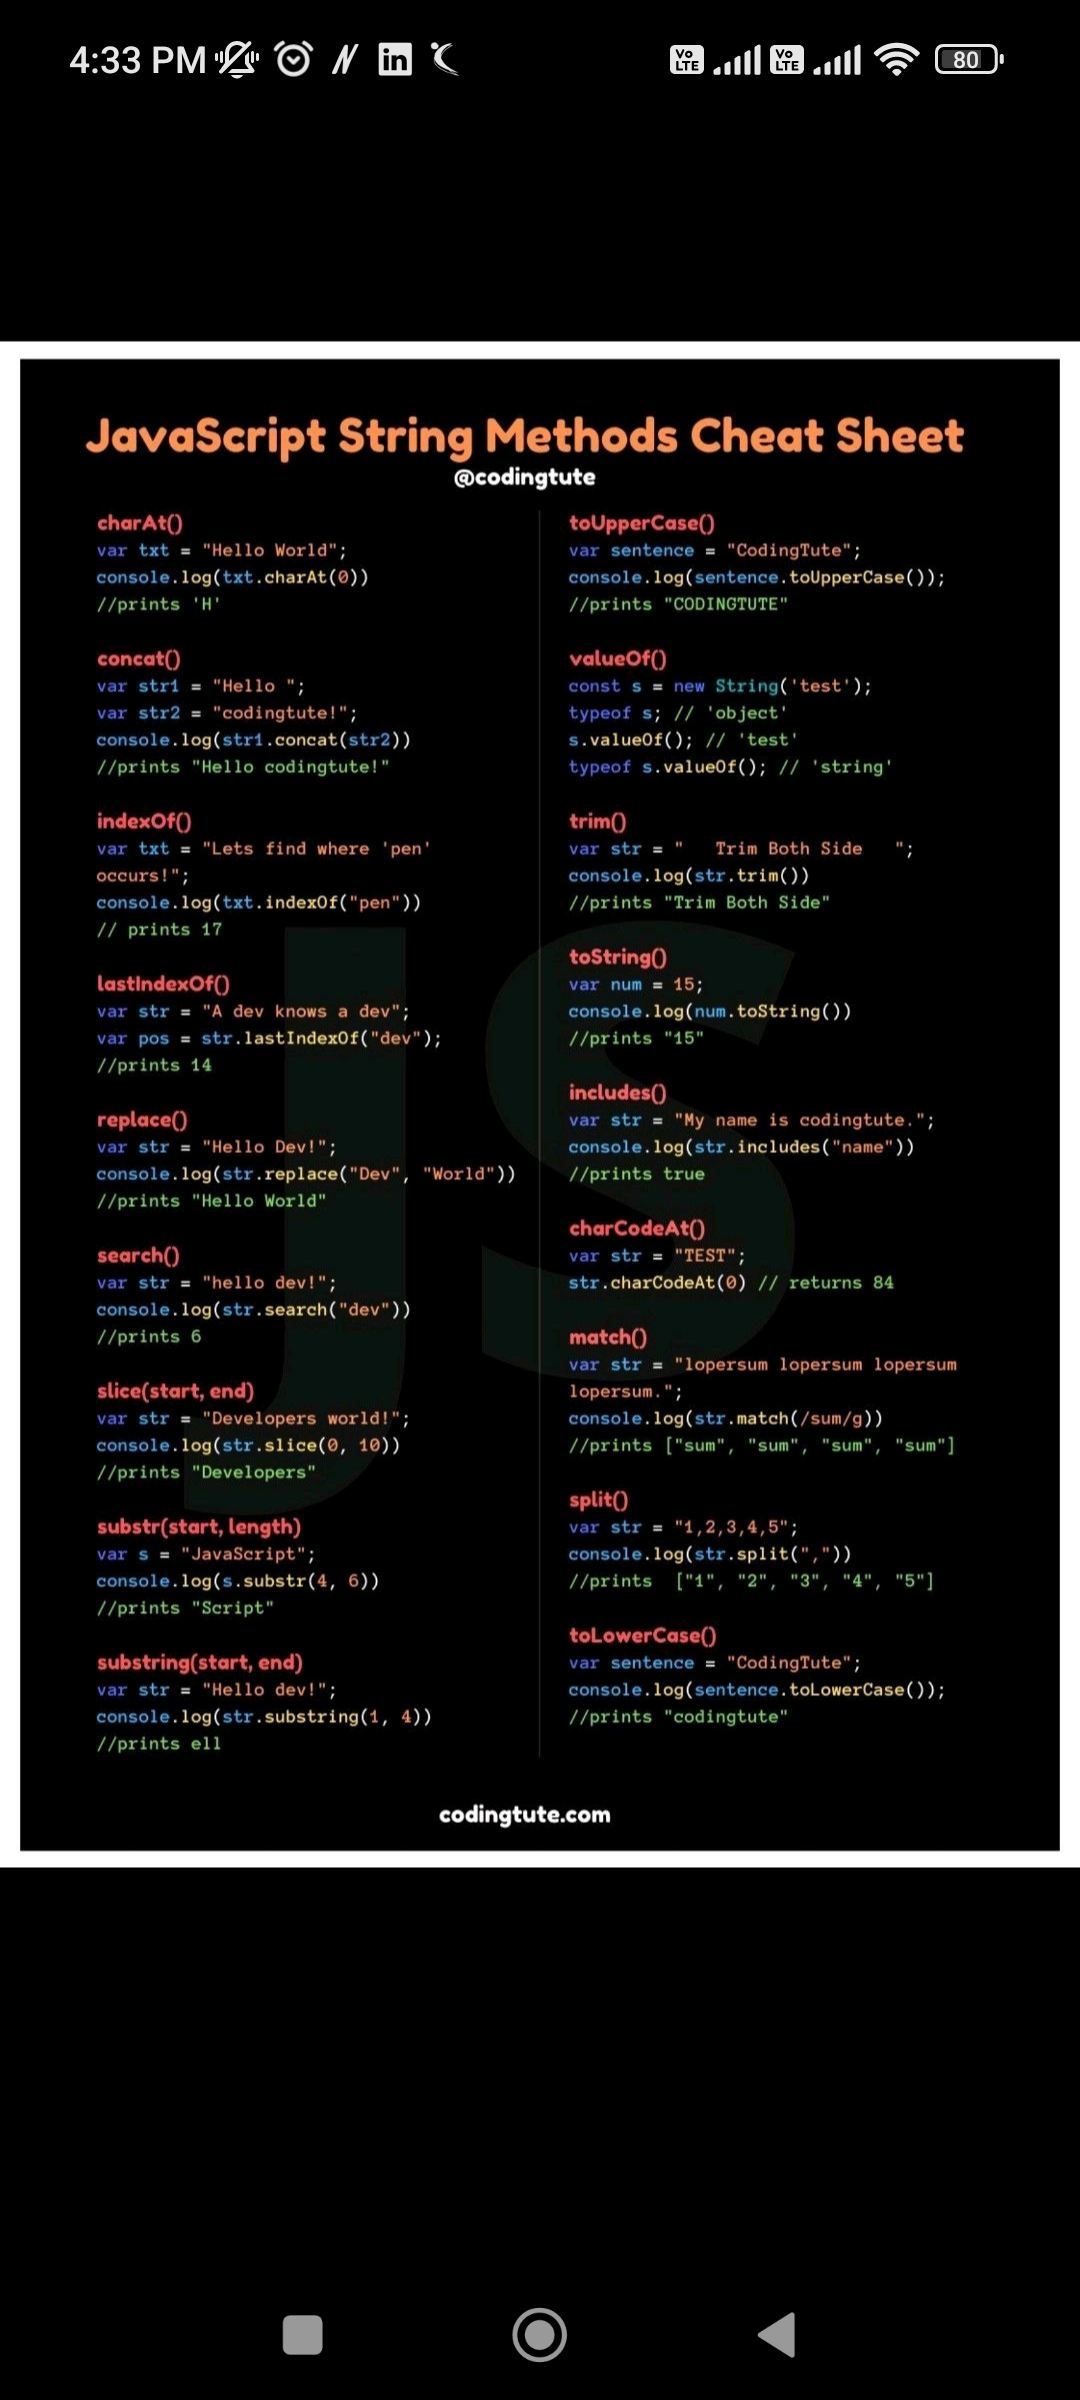 4:33 PM
Vo LTE
Vo LTE
80
JavaScript String Methods Cheat Sheet
@codingtute
charAt()
var txt = "Hello World";
console.log(txt.charAt(0))
//prints 'H'
concat()
var str1 = "Hello ";
var str2 = "codingtute!";
console.log(str1.concat(str2))
//prints "Hello codingtute!"
indexOf()
var txt = "Lets find where 'pen'
occurs!";
console.log(txt.indexOf("pen"))
// prints 17
lastIndexOf()
var str = "A dev knows a dev";
var pos = str.lastIndexOf("dev");
//prints 14
replace()
var str = "Hello Dev!";
console.log(str.replace("Dev", "World"))
//prints "Hello World"
search()
var str = "hello dev!";
console.log(str.search("dev"))
//prints 6
slice(start, end)
var str = "Developers world!";
console.log(str.slice(0, 10))
//prints "Developers"
substr(start, length)
var s = "JavaScript";
console.log(s.substr(4, 6))
//prints "Script"
substring(start, end)
var str = "Hello dev!";
console.log(str.substring(1, 4))
//prints ell
toUpperCase()
var sentence = "CodingTute";
console.log(sentence.toUpperCase());
//prints "CODINGTUTE"
valueOf()
const s = new String('test');
typeof s; // 'object'
s.valueOf(); // 'test'
typeof s.valueOf(); // 'string'
trim()
var str = "   Trim Both Side   ";
console.log(str.trim())
//prints "Trim Both Side"
toString()
var num = 15;
console.log(num.toString())
//prints "15"
includes()
var str = "My name is codingtute.";
console.log(str.includes("name"))
//prints true
charCodeAt()
var str = "TEST";
str.charCodeAt(0) // returns 84
match()
var str = "lopersum lopersum lopersum
lopersum.";
console.log(str.match(/sum/g))
//prints ["sum", "sum", "sum", "sum"]
split()
var str = "1,2,3,4,5";
console.log(str.split(","))
//prints  ["1", "2", "3", "4", "5"]
toLowerCase()
var sentence = "CodingTute";
console.log(sentence.toLowerCase());
//prints "codingtute"
JS
codingtute.com